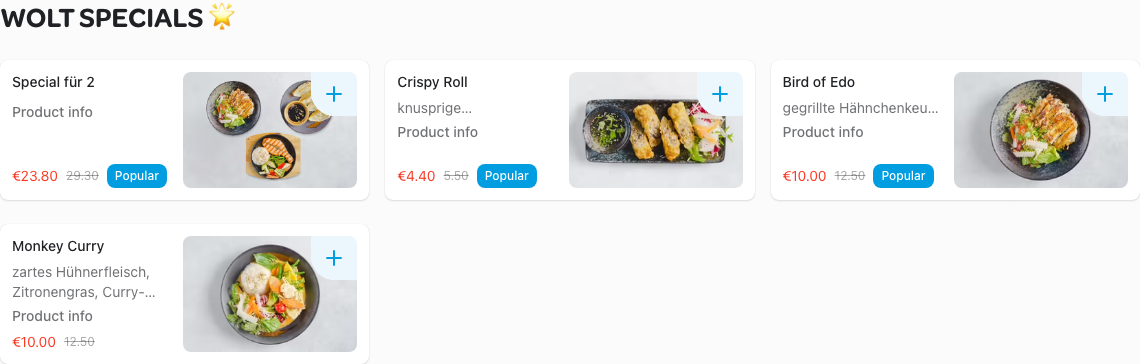 WOLT SPECIALS 🌟
Special für 2
Product info
€23.80 29.30 Popular
Crispy Roll
knusprige...
Product info
€4.40 5.50 Popular
Bird of Edo
gegrillte Hähnchenkeu...
Product info
€10.00 12.50 Popular
Monkey Curry
zartes Hühnerfleisch,
Zitronengras, Curry-...
Product info
€10.00 12.50